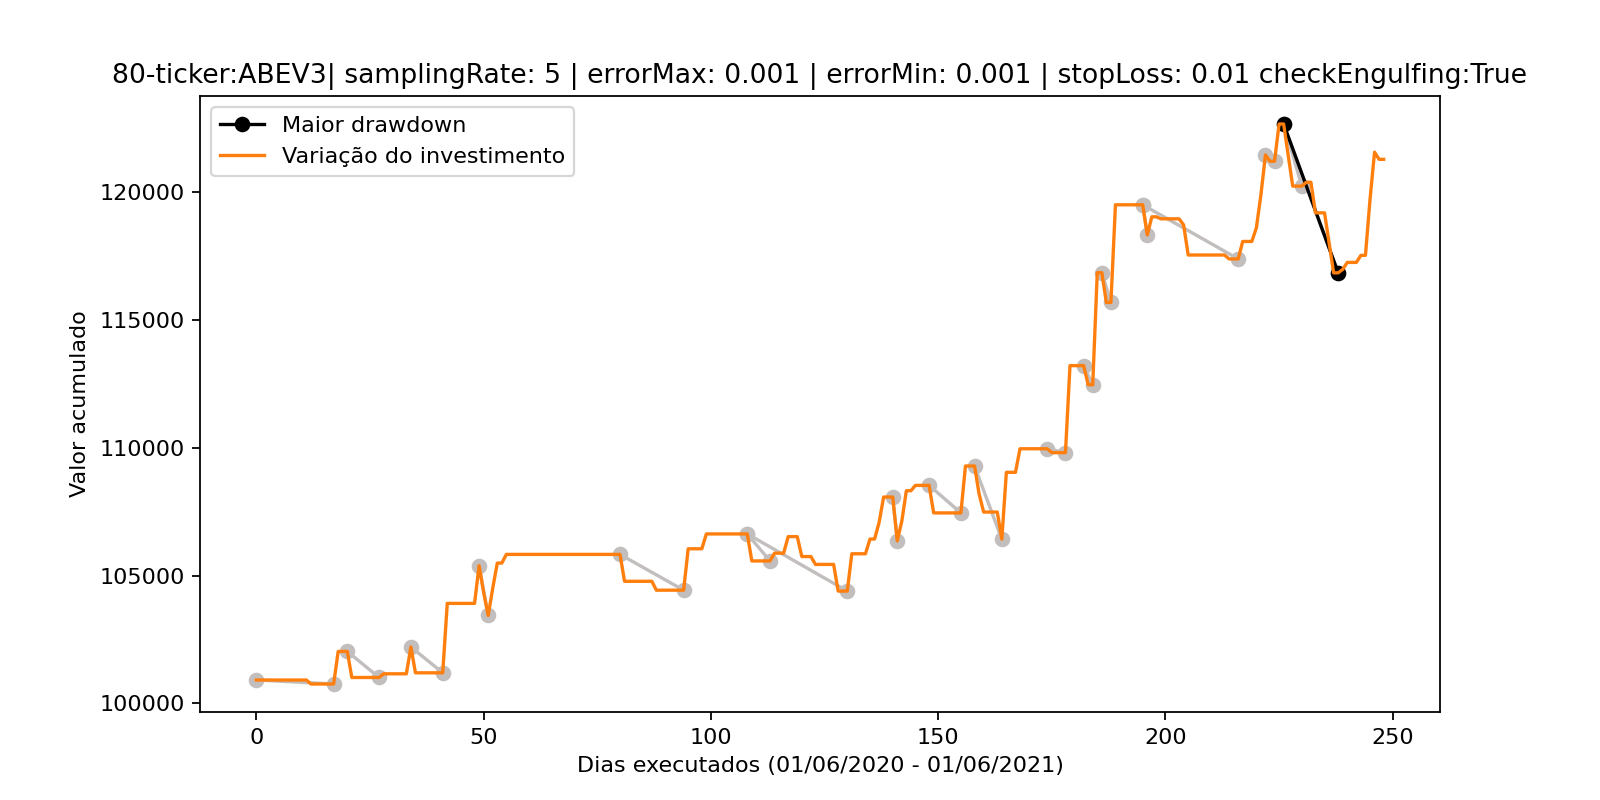 80-ticker:ABEV3| samplingRate: 5 | errorMax: 0.001 | errorMin: 0.001 | stopLoss: 0.01 checkEngulfing:True
Maior drawdown
Variação do investimento
Valor acumulado
120000
115000
110000
105000
100000
0 50 100 150 200 250
Dias executados (01/06/2020 - 01/06/2021)